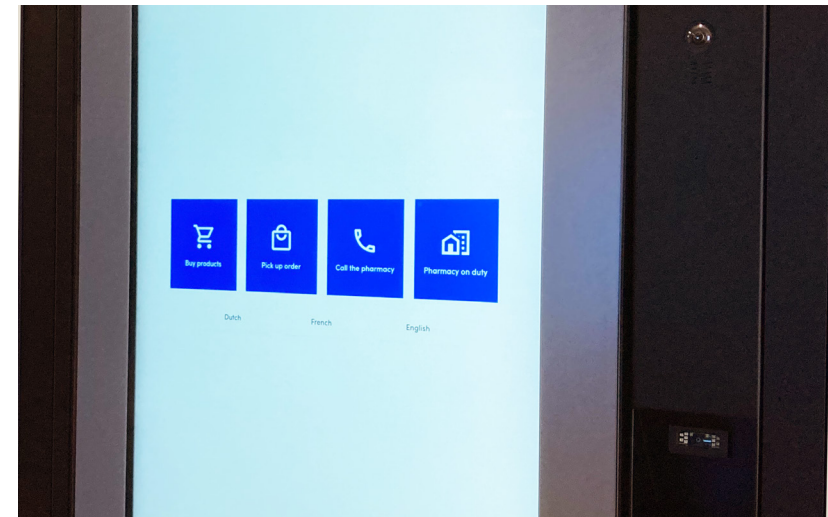 Buy products
Pick up order
Call the pharmacy
Pharmacy on duty
Dutch
French
English